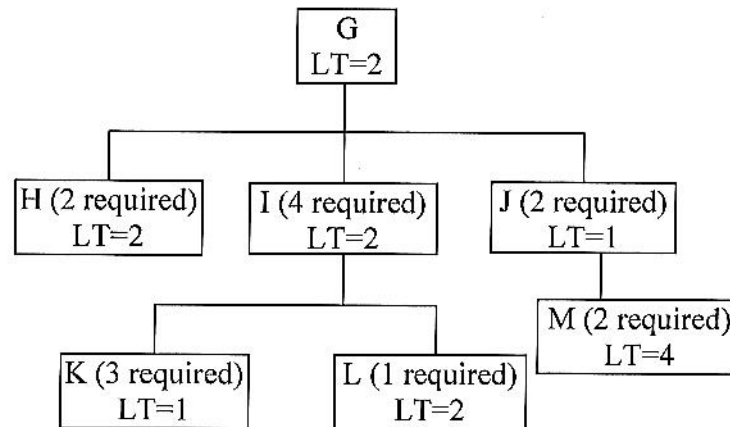 G
LT=2
H (2 required)
LT=2
I (4 required)
LT=2
J (2 required)
LT=1
M (2 required)
LT=4
K (3 required)
LT=1
L (1 required)
LT=2